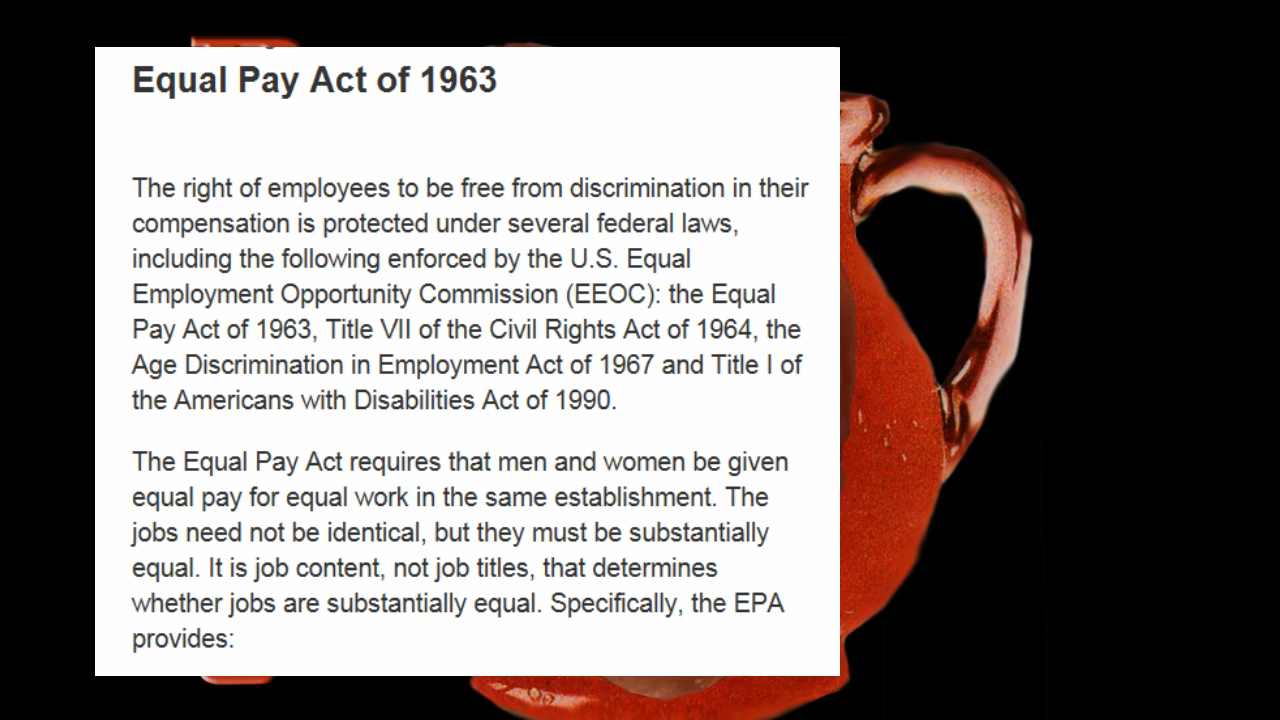 Equal Pay Act of 1963
The right of employees to be free from discrimination in their
compensation is protected under several federal laws,
including the following enforced by the U.S. Equal
Employment Opportunity Commission (EEOC): the Equal
Pay Act of 1963, Title VII of the Civil Rights Act of 1964, the
Age Discrimination in Employment Act of 1967 and Title I of
the Americans with Disabilities Act of 1990.
The Equal Pay Act requires that men and women be given
equal pay for equal work in the same establishment. The
jobs need not be identical, but they must be substantially
equal. It is job content, not job titles, that determines
whether jobs are substantially equal. Specifically, the EPA
provides: